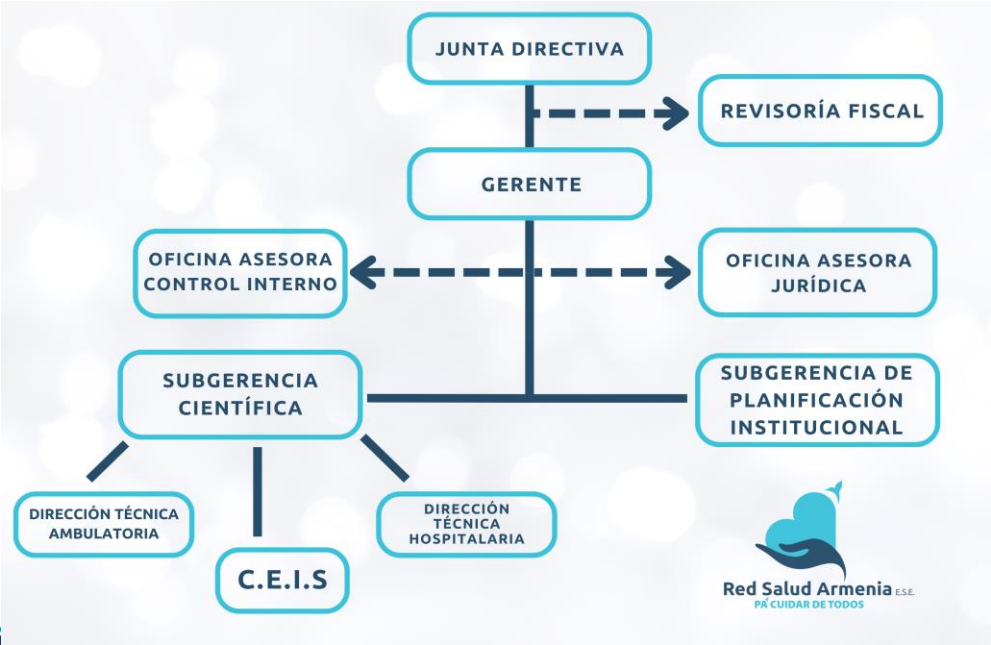 JUNTA DIRECTIVA
REVISORÍA FISCAL
GERENTE
OFICINA ASESORA
CONTROL INTERNO
OFICINA ASESORA
JURÍDICA
SUBGERENCIA
CIENTÍFICA
SUBGERENCIA DE
PLANIFICACIÓN
INSTITUCIONAL
DIRECCIÓN TÉCNICA
AMBULATORIA
C.E.I.S
DIRECCIÓN
TÉCNICA
HOSPITALARIA
Red Salud Armenia E.S.E.
PA' CUIDAR DE TODOS